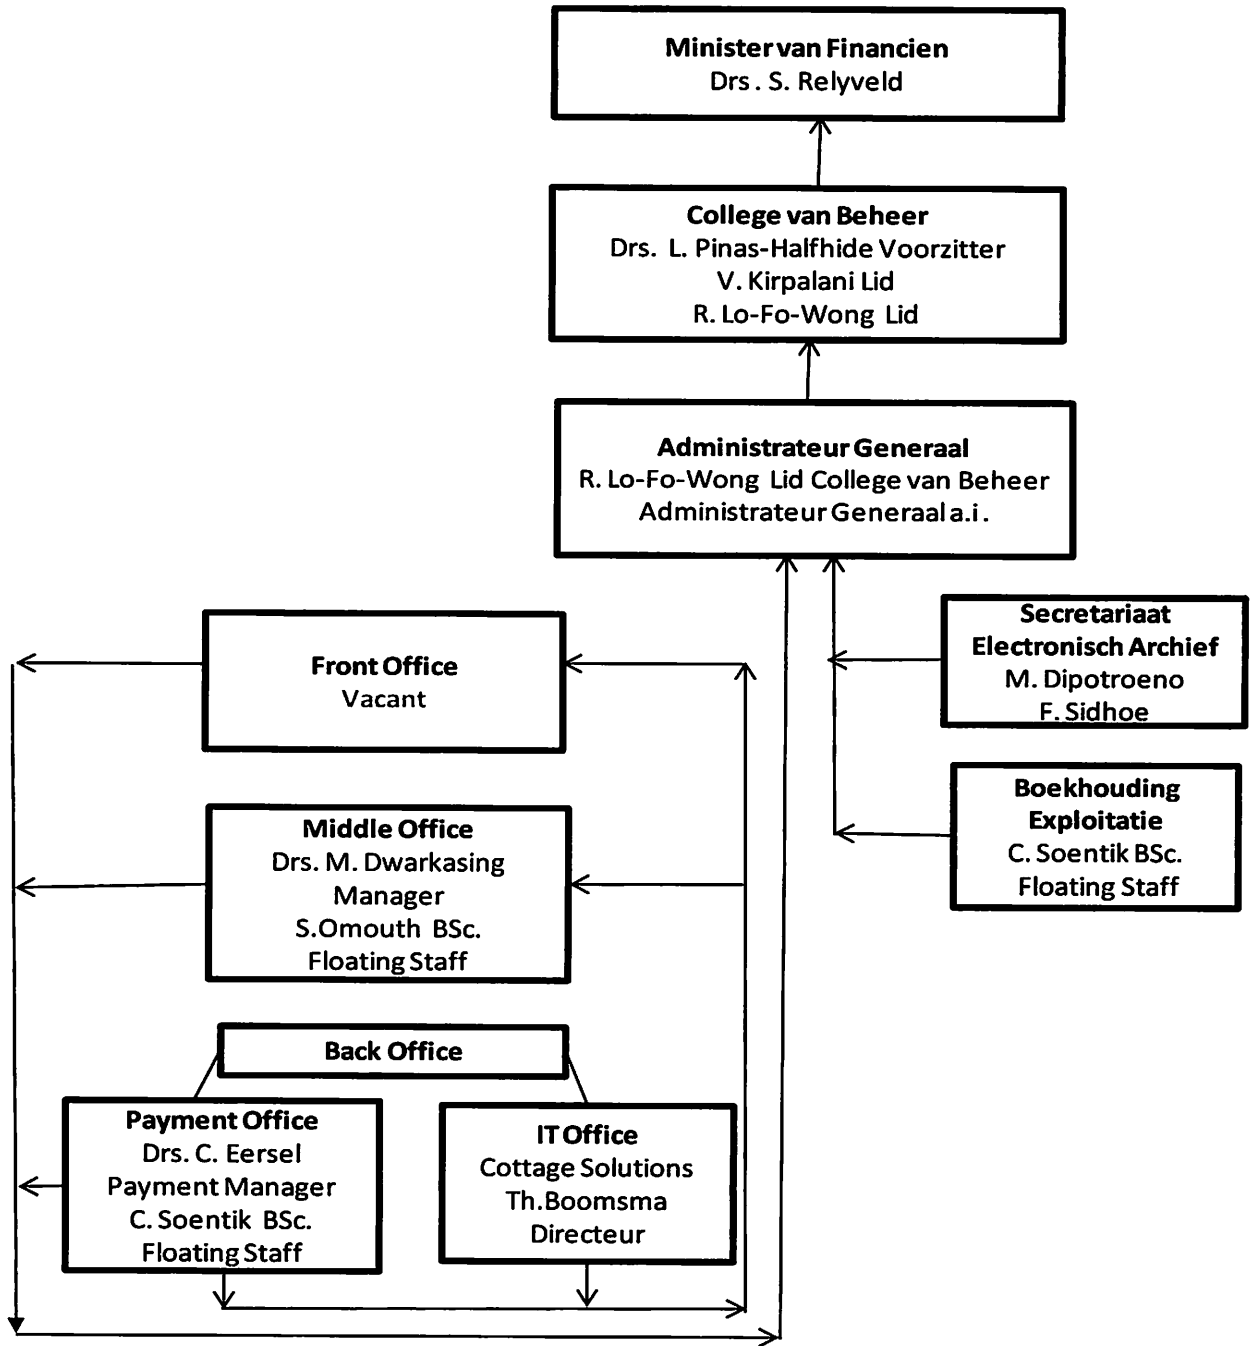 Minister van Financien
Drs. S. Relyveld
College van Beheer
Drs. L. Pinas-Halfhide Voorzitter
V. Kirpalani Lid
R. Lo-Fo-Wong Lid
Administrateur Generaal
R. Lo-Fo-Wong Lid College van Beheer
Administrateur Generaal a.i.
Secretariaat
Electronisch Archief
M. Dipotroeno
F. Sidhoe
Front Office
Vacant
Boekhouding
Exploitatie
C. Soentik BSc.
Floating Staff
Middle Office
Drs. M. Dwarkasing
Manager
S.Omouth BSc.
Floating Staff
Back Office
Payment Office
Drs. C. Eersel
Payment Manager
C. Soentik BSc.
Floating Staff
IT Office
Cottage Solutions
Th.Boomsma
Directeur